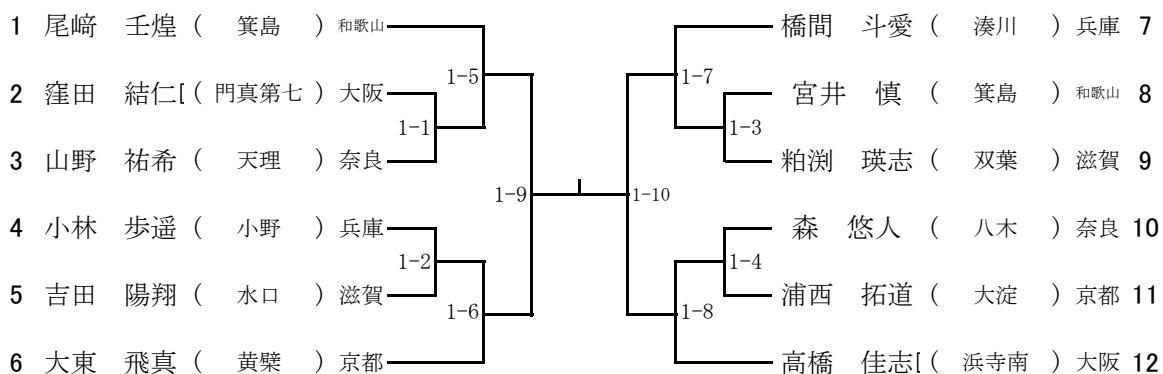 1 尾﨑 壬煌 ( 箕島 ) 和歌山
2 窪田 結仁[ ( 門真第七 ) 大阪
3 山野 祐希 ( 天理 ) 奈良
4 小林 歩遥 ( 小野 ) 兵庫
5 吉田 陽翔 ( 水口 ) 滋賀
6 大東 飛真 ( 黄檗 ) 京都
1-5
1-1
1-9
1-2
1-6
橋間 斗愛 ( 湊川 ) 兵庫 7
宮井 慎 ( 箕島 ) 和歌山 8
粕渕 瑛志 ( 双葉 ) 滋賀 9
森 悠人 ( 八木 ) 奈良 10
浦西 拓道 ( 大淀 ) 京都 11
高橋 佳志[ ( 浜寺南 ) 大阪 12
1-7
1-3
1-10
1-4
1-8